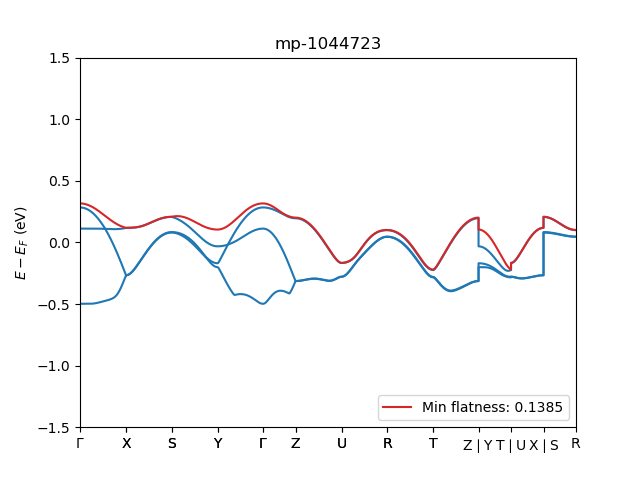 mp-1044723
1.5
1.0
0.5
0.0
−0.5
−1.0
−1.5
E − E_F (eV)
Min flatness: 0.1385
Γ X S Y Γ Z U R T Z | Y T | U X | S R